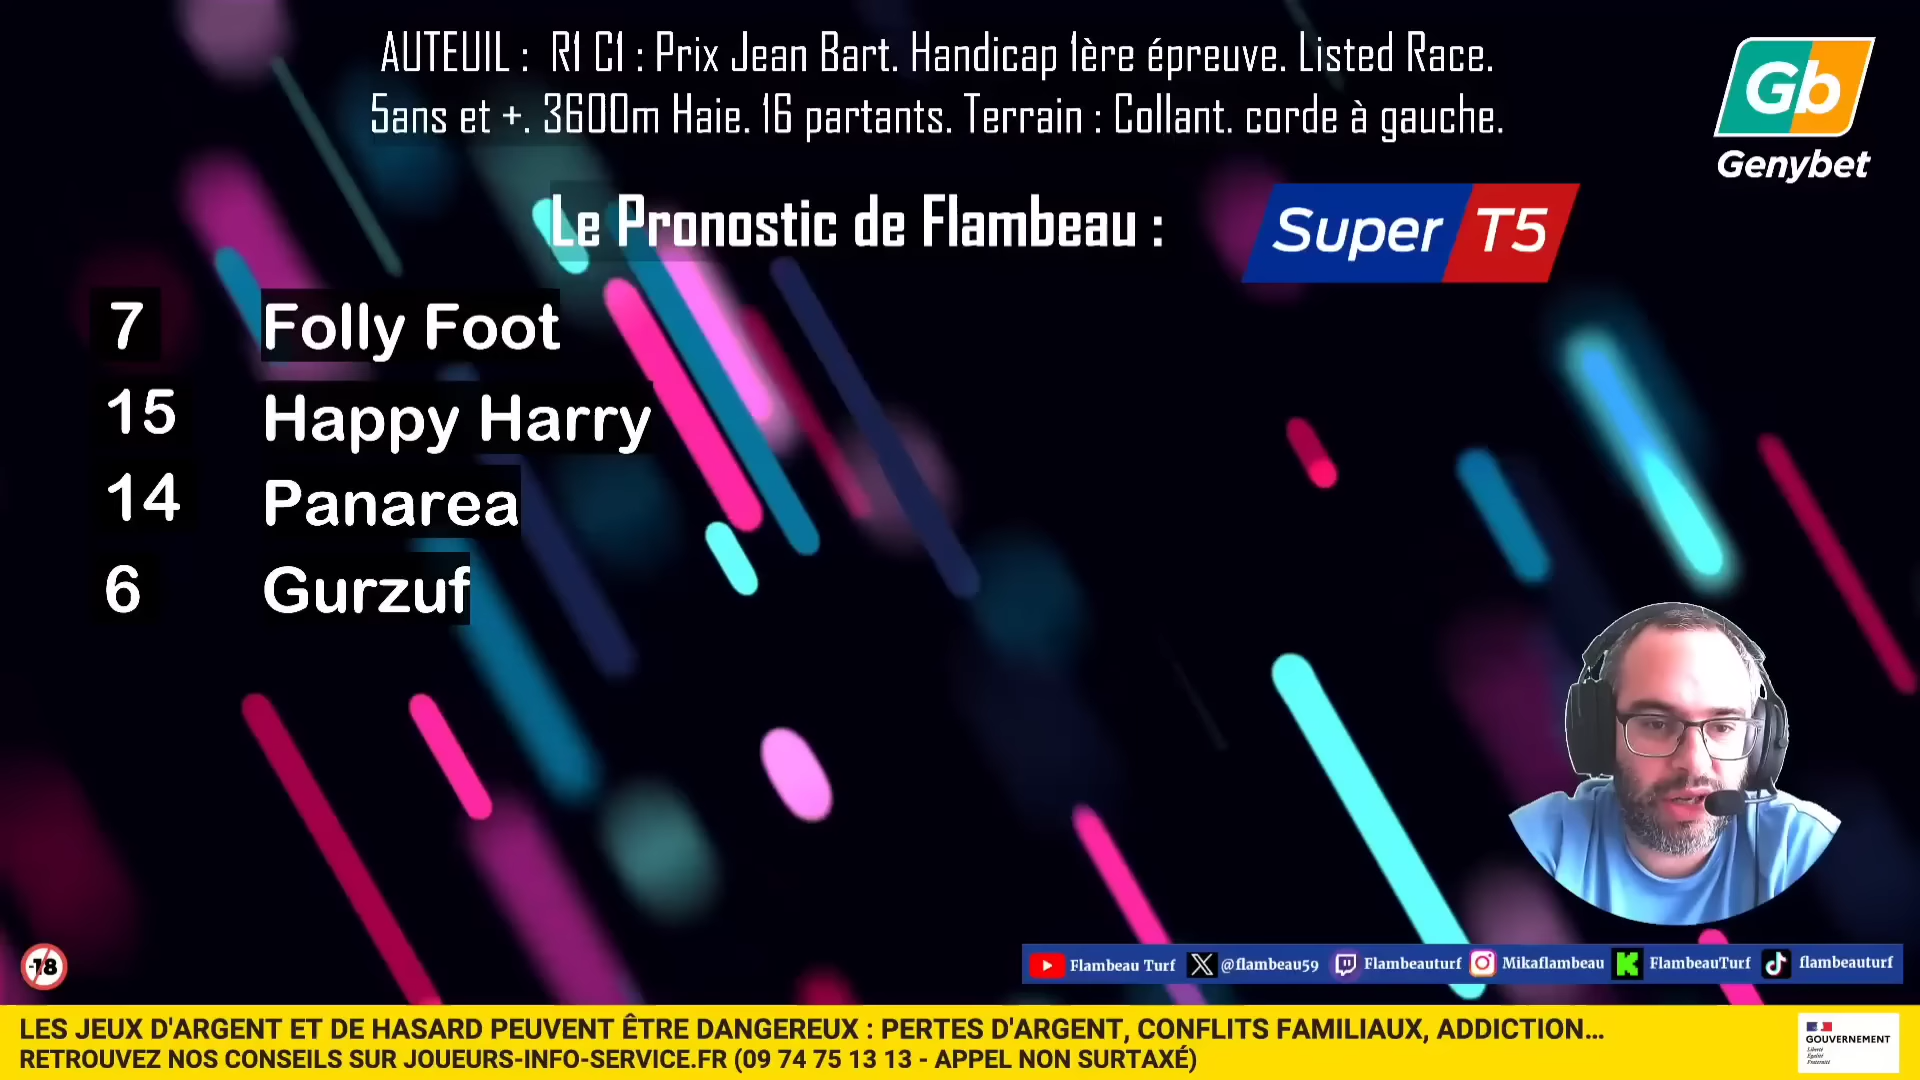 AUTEUIL : R1 C1 : Prix Jean Bart. Handicap 1ère épreuve. Listed Race.
5ans et +. 3600m Haie. 16 partants. Terrain : Collant. corde à gauche.
Gb
Genybet
Le Pronostic de Flambeau :
Super T5
7 Folly Foot
15 Happy Harry
14 Panarea
6 Gurzuf
-18
Flambeau Turf @flambeau59 Flambeauturf Mikaflambeau FlambeauTurf flambeauturf
LES JEUX D'ARGENT ET DE HASARD PEUVENT ÊTRE DANGEREUX : PERTES D'ARGENT, CONFLITS FAMILIAUX, ADDICTION...
RETROUVEZ NOS CONSEILS SUR JOUEURS-INFO-SERVICE.FR (09 74 75 13 13 - APPEL NON SURTAXÉ)
GOUVERNEMENT
Liberté
Égalité
Fraternité